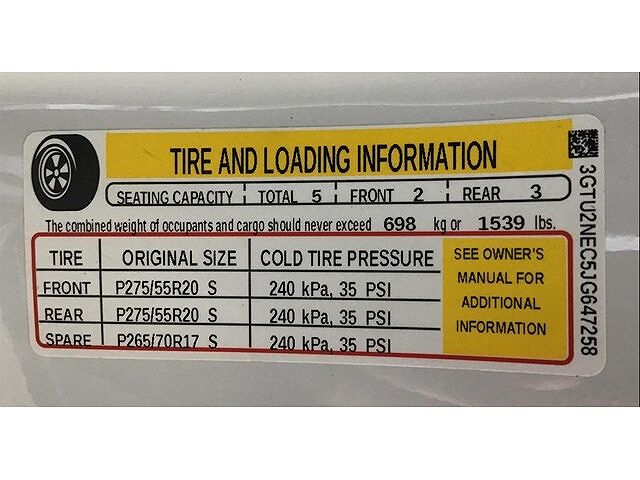 TIRE AND LOADING INFORMATION
SEATING CAPACITY TOTAL 5 FRONT 2 REAR 3
The combined weight of occupants and cargo should never exceed 698 kg or 1539 lbs.
TIRE ORIGINAL SIZE COLD TIRE PRESSURE
FRONT P275/55R20 S 240 kPa, 35 PSI
REAR P275/55R20 S 240 kPa, 35 PSI
SPARE P265/70R17 S 240 kPa, 35 PSI
SEE OWNER'S
MANUAL FOR
ADDITIONAL
INFORMATION
3GTU2NEC5JG647258